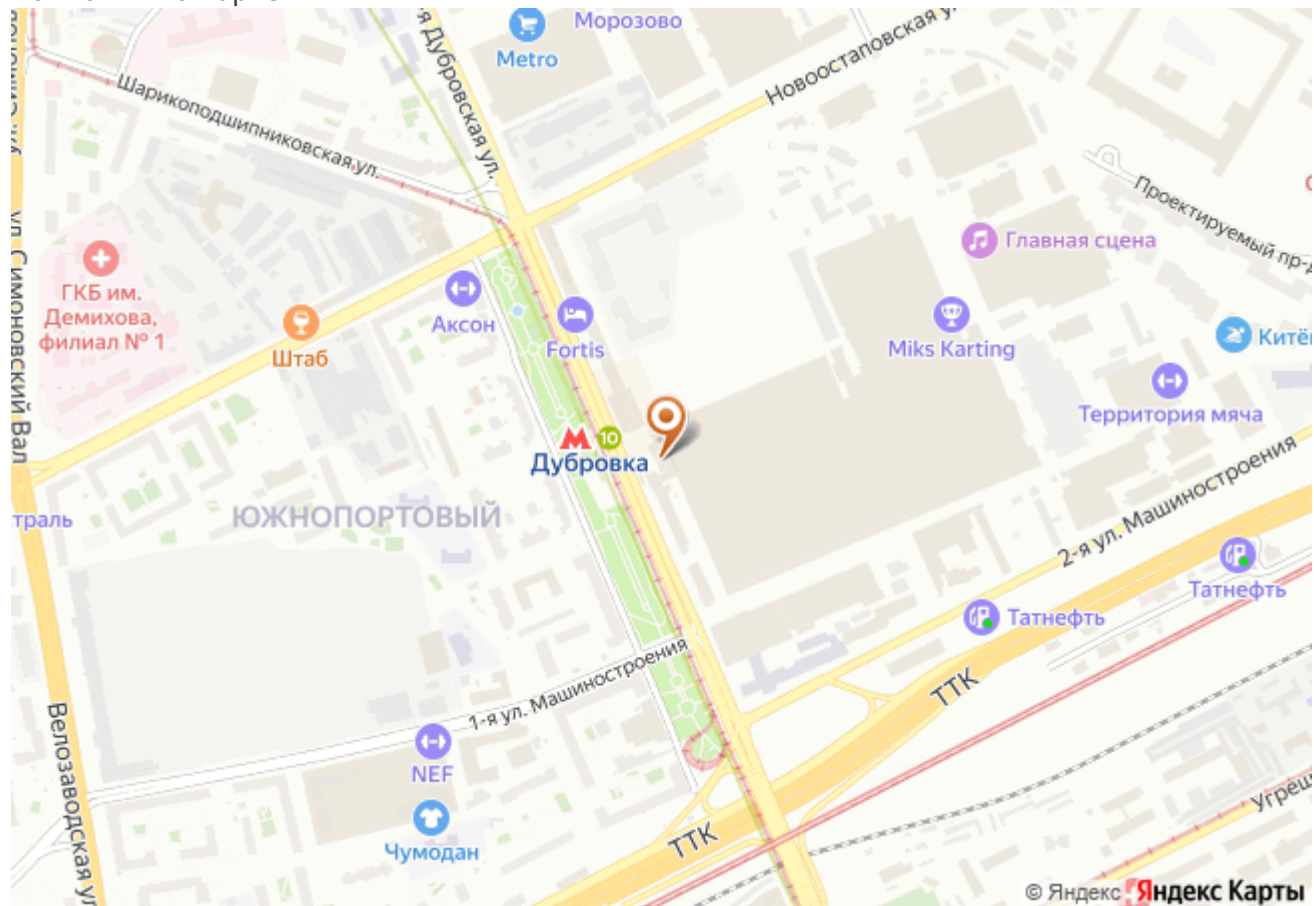 Морозово
Metro
Новоостаповская
Дубровская ул.
Шарикоподшипниковская ул.
Проектируемый пр-д
Главная сцена
ул. Симоновский Вал
ГКБ им.
Демихова,
филиал № 1
Штаб
Аксон
Fortis
Miks Karting
Территория мяча
10
Дубровка
ЮЖНОПОРТОВЫЙ
2-я ул. Машиностроения
Татнефть
Татнефть
ТТК
1-я ул. Машиностроения
Велозаводская ул
NEF
Чумодан
ТТК
© Яндекс Яндекс Карты